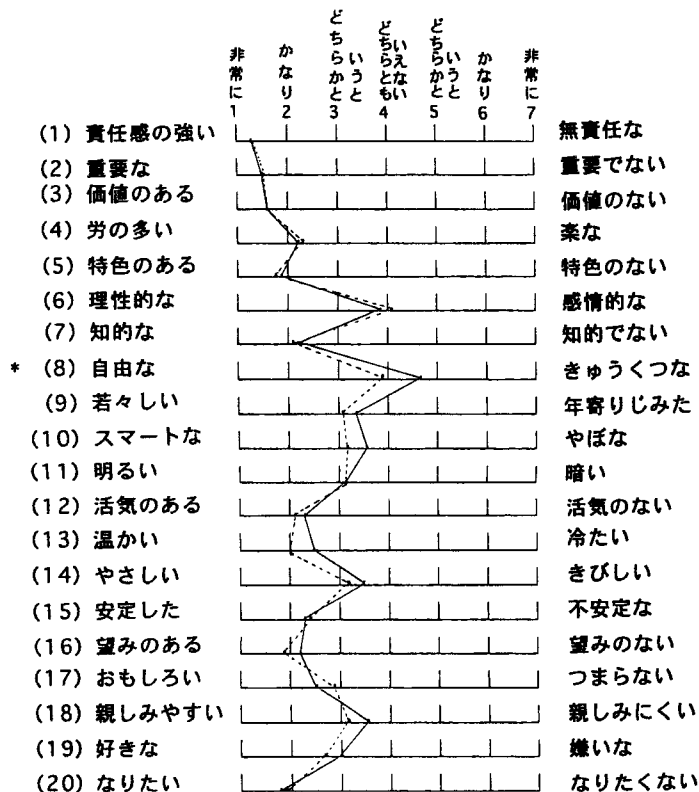 非常に かなり どちらかというと どちらともいえない どちらかというと かなり 非常に
1 2 3 4 5 6 7
(1) 責任感の強い 無責任な
(2) 重要な 重要でない
(3) 価値のある 価値のない
(4) 労の多い 楽な
(5) 特色のある 特色のない
(6) 理性的な 感情的な
(7) 知的な 知的でない
* (8) 自由な きゅうくつな
(9) 若々しい 年寄りじみた
(10) スマートな やぼな
(11) 明るい 暗い
(12) 活気のある 活気のない
(13) 温かい 冷たい
(14) やさしい きびしい
(15) 安定した 不安定な
(16) 望みのある 望みのない
(17) おもしろい つまらない
(18) 親しみやすい 親しみにくい
(19) 好きな 嫌いな
(20) なりたい なりたくない